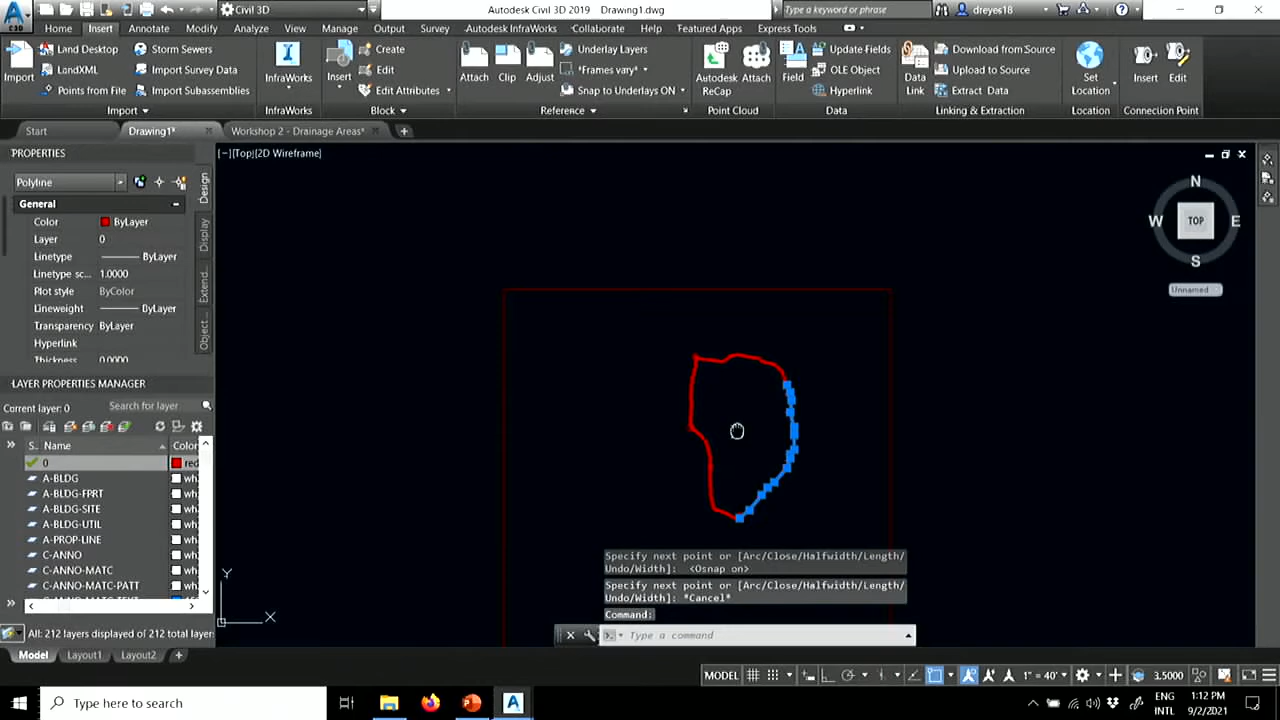 Civil 3D
Autodesk Civil 3D 2019 Drawing1.dwg
Type a keyword or phrase
dreyes18
C3D
Home Insert Annotate Modify Analyze View Manage Output Survey Autodesk InfraWorks Collaborate Help Featured Apps Express Tools
Land Desktop
Storm Sewers
Create
Underlay Layers
Update Fields
Download from Source
LandXML
Import Survey Data
Edit
*Frames vary*
OLE Object
Upload to Source
Points from File
Import Subassemblies
Edit Attributes
Snap to Underlays ON
Hyperlink
Extract Data
Import
InfraWorks
Insert
Attach Clip Adjust
Autodesk ReCap
Attach
Field
Data Link
Set Location
Insert Edit
Import InfraWorks Block Reference Point Cloud Data Linking & Extraction Location Connection Point
Start Drawing1* Workshop 2 - Drainage Areas*
PROPERTIES
[−][Top][2D Wireframe]
Polyline
Design
General
Color ByLayer
Layer 0
Linetype ByLayer
Linetype sc... 1.0000
Plot style ByColor
Lineweight ByLayer
Transparency ByLayer
Hyperlink
Thickness 0.0000
Display
Extend...
Object...
N
W TOP E
S
Unnamed
LAYER PROPERTIES MANAGER
Current layer: 0 Search for layer
S.. Name Color
0 red
A-BLDG wh
A-BLDG-FPRT wh
A-BLDG-SITE wh
A-BLDG-UTIL wh
A-PROP-LINE wh
C-ANNO wh
C-ANNO-MATC wh
C-ANNO-MATC-PATT wh
All: 212 layers displayed of 212 total layers
Y
X
Specify next point or [Arc/Close/Halfwidth/Length/
Undo/Width]: <Osnap on>
Specify next point or [Arc/Close/Halfwidth/Length/
Undo/Width]: *Cancel*
Command:
Type a command
Model Layout1 Layout2
MODEL 1" = 40' 3.5000
Type here to search
ENG
INTL
1:12 PM
9/2/2021